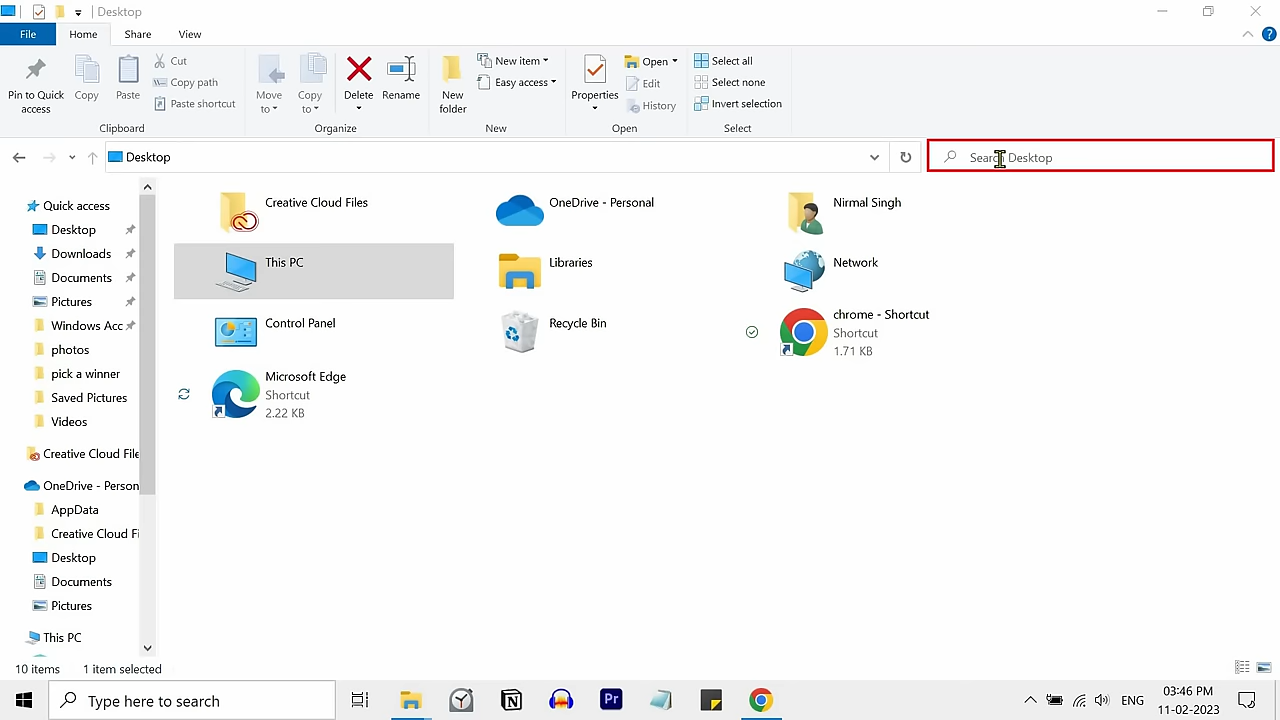 Desktop
File Home Share View
Pin to Quick access
Copy
Paste
Cut
Copy path
Paste shortcut
Clipboard
Move to
Copy to
Delete
Rename
Organize
New folder
New item
Easy access
New
Properties
Open
Edit
History
Open
Select all
Select none
Invert selection
Select
Desktop
Search Desktop
Quick access
Desktop
Downloads
Documents
Pictures
Windows Acc
photos
pick a winner
Saved Pictures
Videos
Creative Cloud File
OneDrive - Person
AppData
Creative Cloud Fi
Desktop
Documents
Pictures
This PC
Creative Cloud Files
OneDrive - Personal
Nirmal Singh
This PC
Libraries
Network
Control Panel
Recycle Bin
chrome - Shortcut
Shortcut
1.71 KB
Microsoft Edge
Shortcut
2.22 KB
10 items 1 item selected
Type here to search
Pr
ENG
03:46 PM
11-02-2023